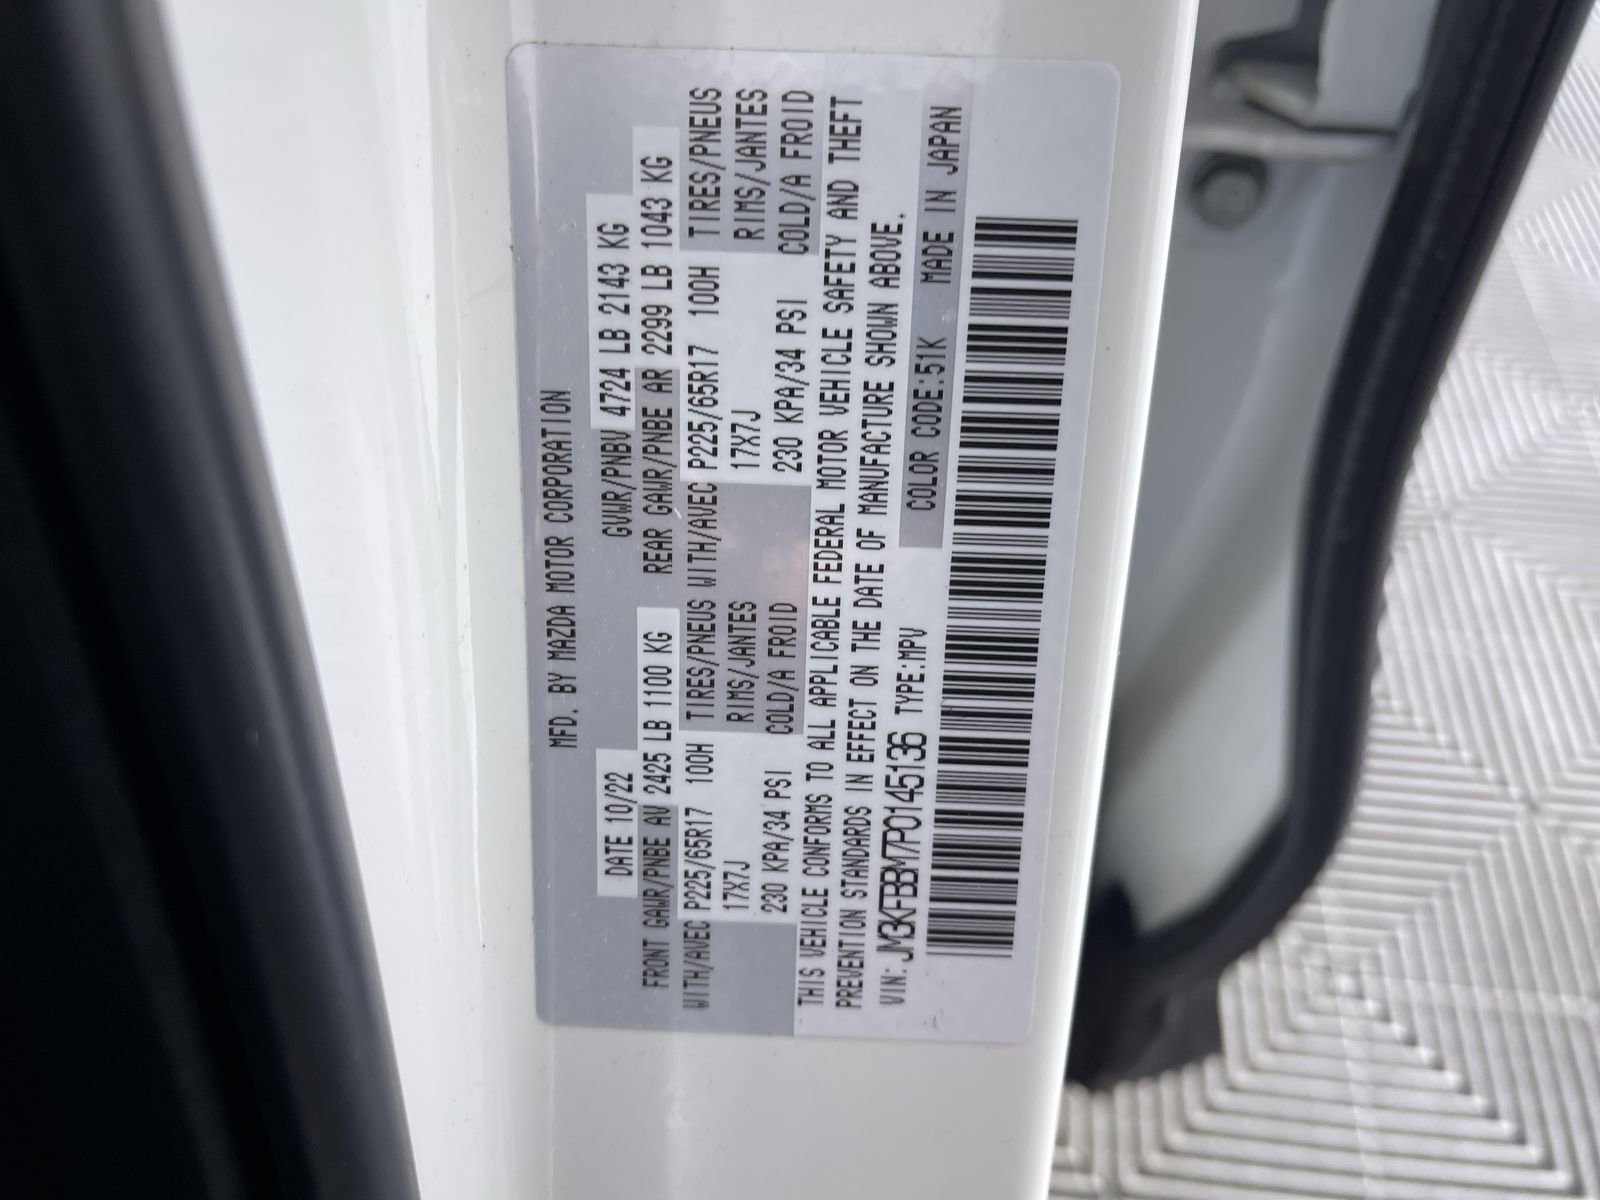 MFD. BY MAZDA MOTOR CORPORATION
DATE 10/22 GVWR/PNBV 4724 LB 2143 KG
FRONT GAWR/PNBE AV 2425 LB 1100 KG REAR GAWR/PNBE AR 2299 LB 1043 KG
WITH/AVEC P225/65R17 100H TIRES/PNEUS WITH/AVEC P225/65R17 100H TIRES/PNEUS
17X7J RIMS/JANTES 17X7J RIMS/JANTES
230 KPA/34 PSI COLD/A FROID 230 KPA/34 PSI COLD/A FROID
THIS VEHICLE CONFORMS TO ALL APPLICABLE FEDERAL MOTOR VEHICLE SAFETY AND THEFT
PREVENTION STANDARDS IN EFFECT ON THE DATE OF MANUFACTURE SHOWN ABOVE.
VIN: JM3KFBBM7P0145136 TYPE:MPV COLOR CODE:51K MADE IN JAPAN